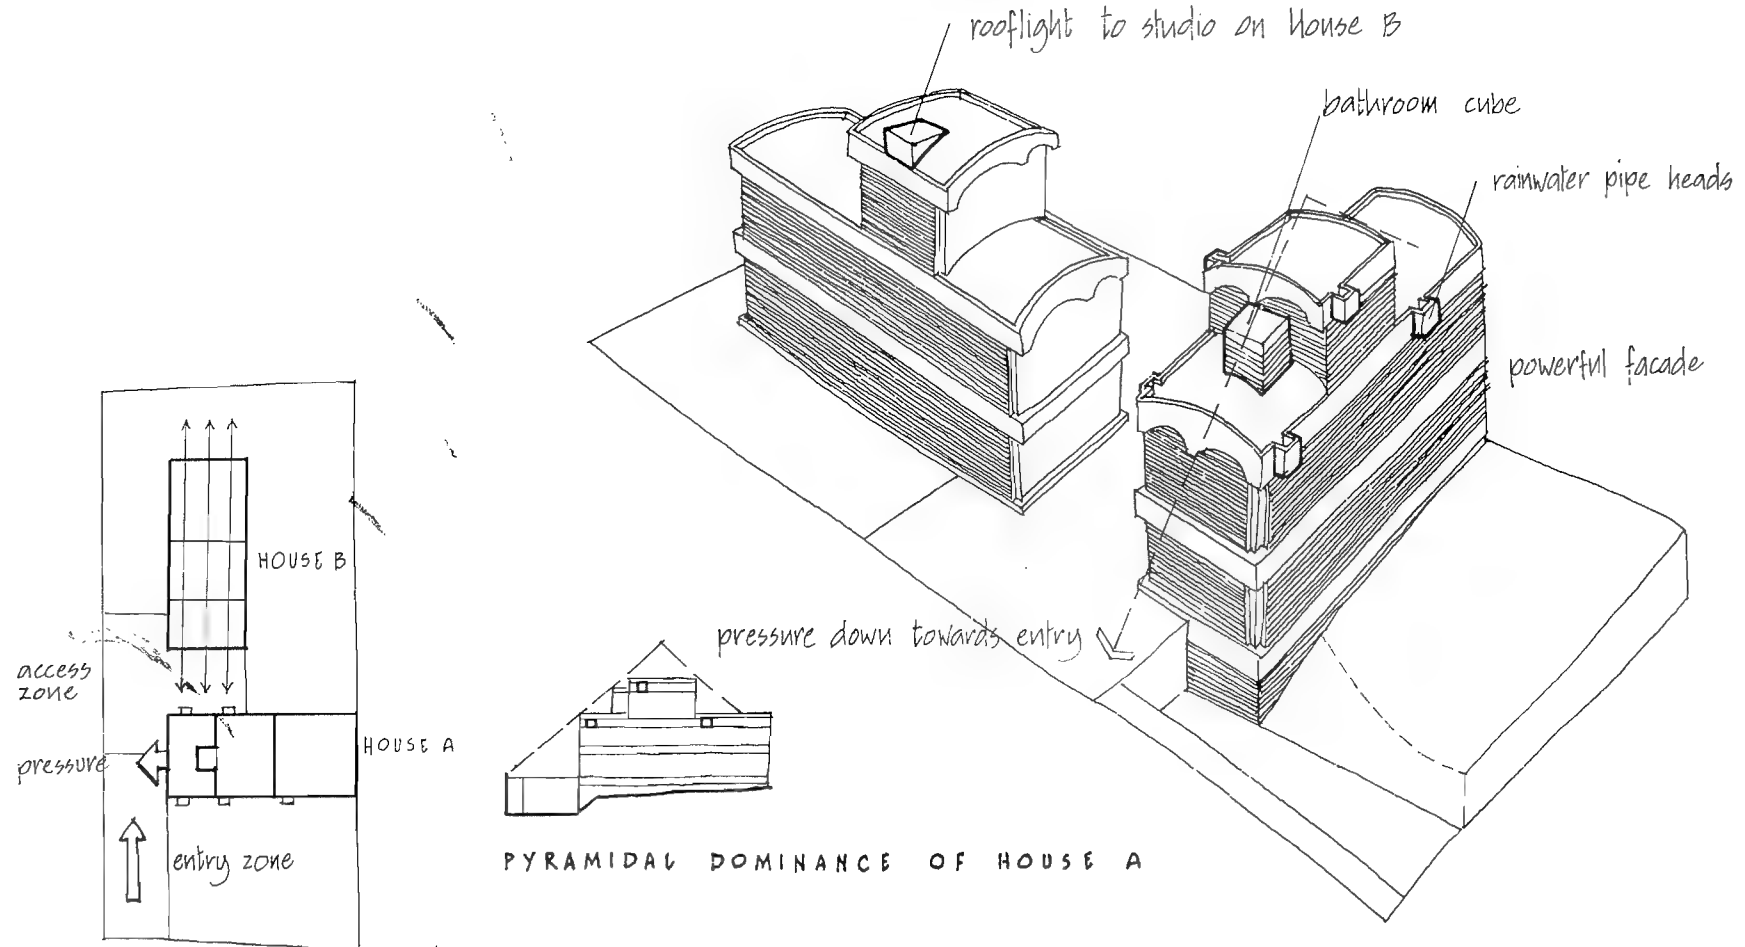 rooflight to studio on House B
bathroom cube
rainwater pipe heads
powerful facade
HOUSE B
pressure down towards entry
access
zone
HOUSE A
pressure
entry zone
PYRAMIDAL DOMINANCE OF HOUSE A